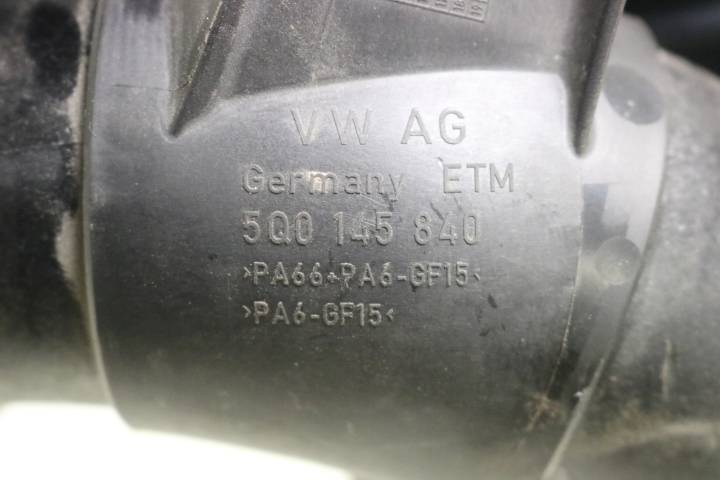 VW AG
Germany ETM
5Q0 145 840
>PA66+PA6-GF15<
>PA6-GF15<